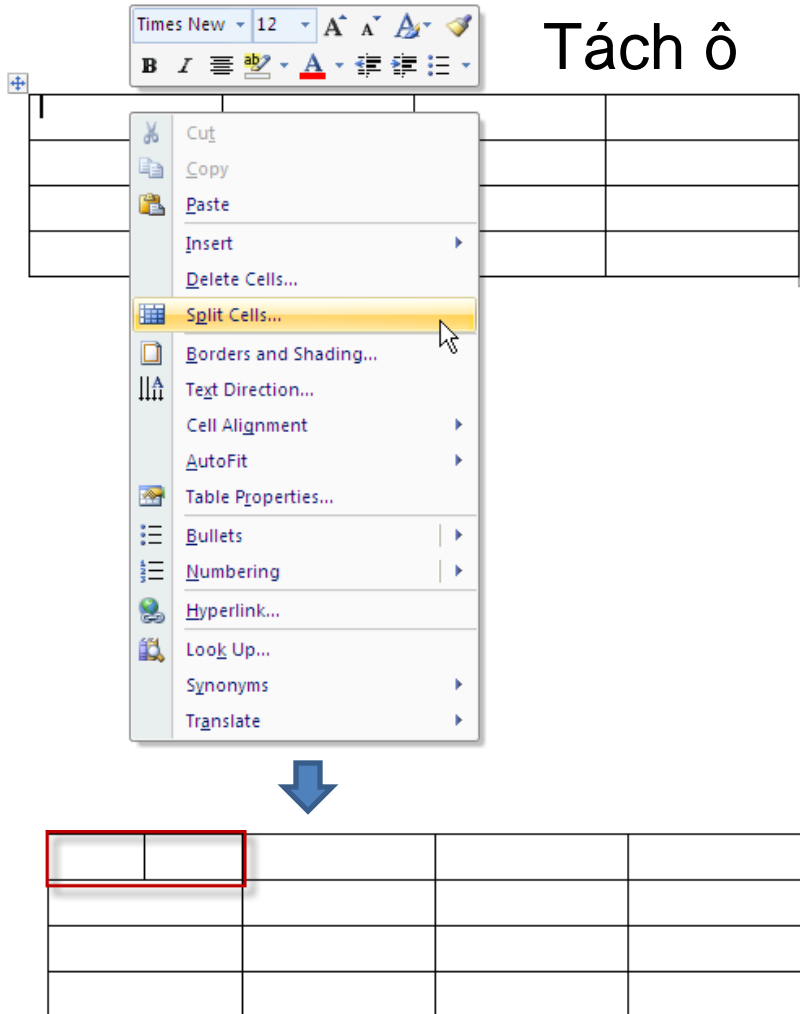 Times New 12 A A A
Tách ô
B I ab A
Cut
Copy
Paste
Insert
Delete Cells...
Split Cells...
Borders and Shading...
Text Direction...
Cell Alignment
AutoFit
Table Properties...
Bullets
Numbering
Hyperlink...
Look Up...
Synonyms
Translate